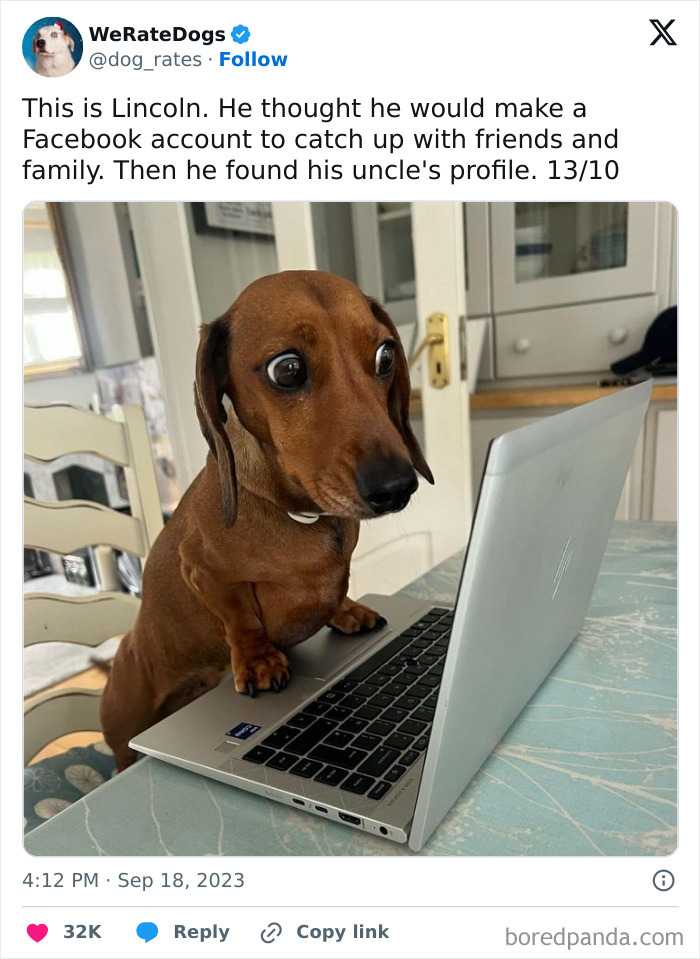 WeRateDogs
@dog_rates · Follow
This is Lincoln. He thought he would make a
Facebook account to catch up with friends and
family. Then he found his uncle's profile. 13/10
4:12 PM · Sep 18, 2023
32K Reply Copy link
boredpanda.com